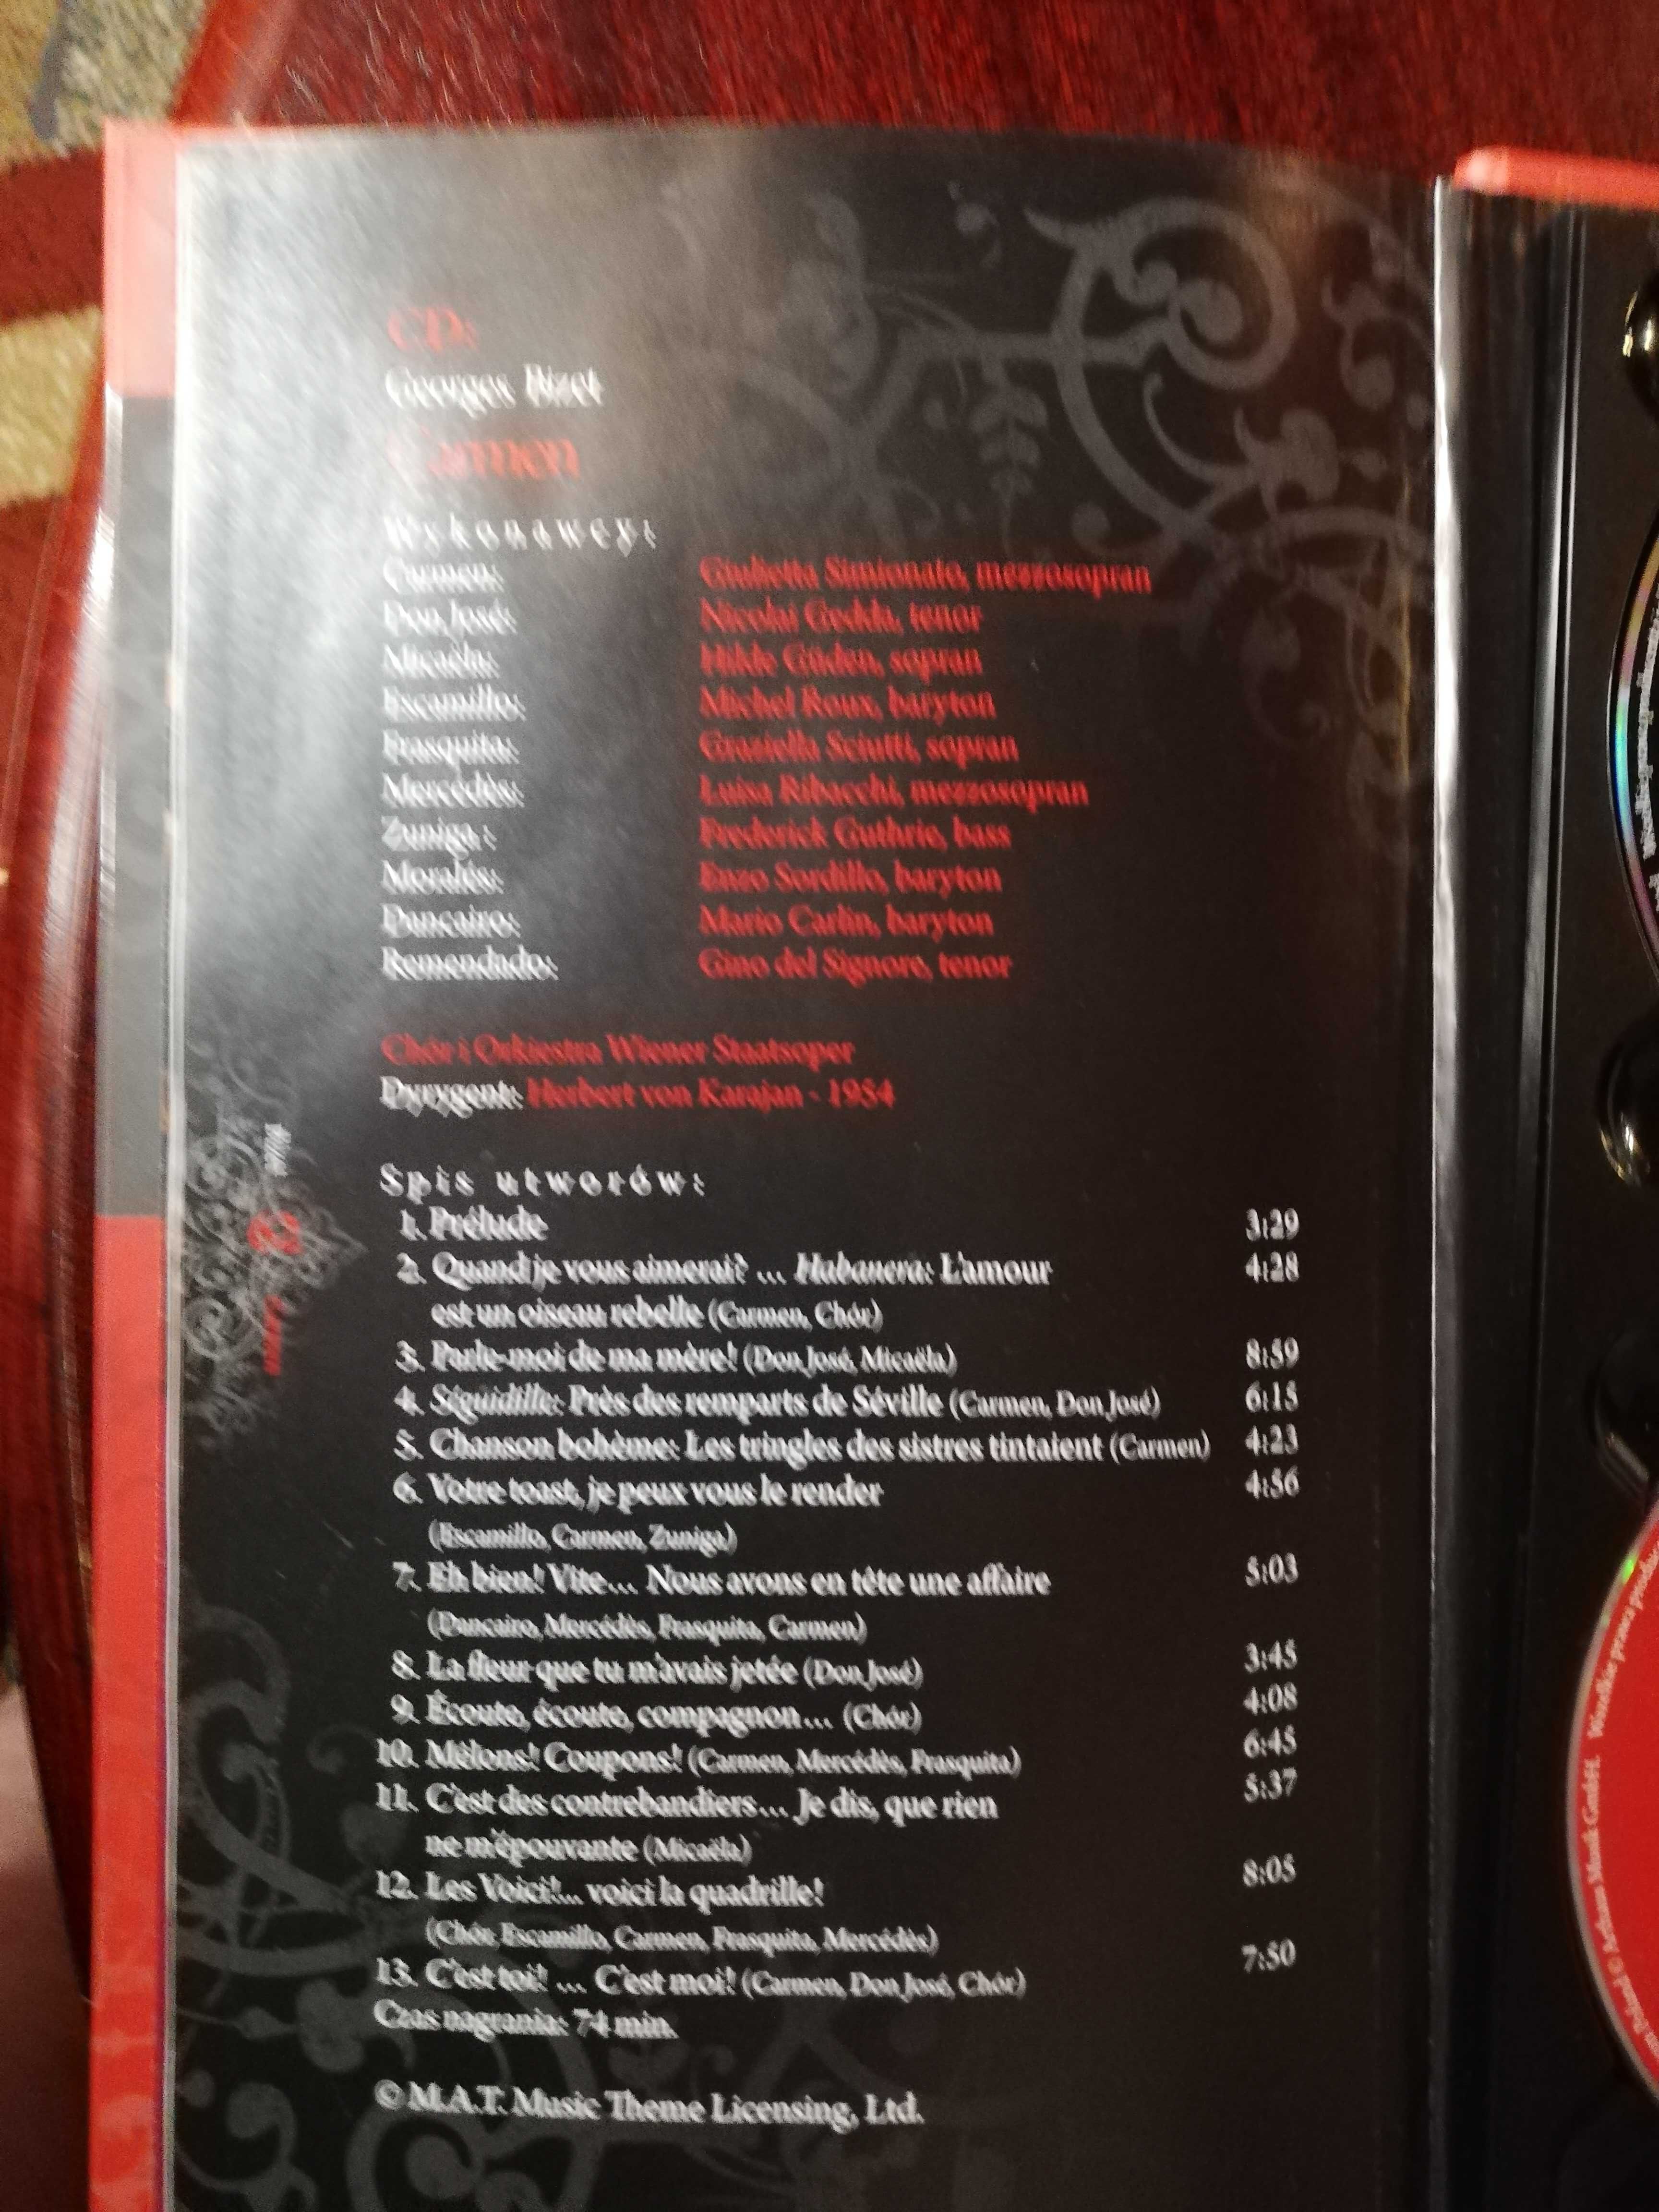 CD:
Georges Bizet
Carmen
Wykonawcy:
Carmen: Giulietta Simionato, mezzosopran
Don José: Nicolai Gedda, tenor
Micaëla: Hilde Güden, sopran
Escamillo: Michel Roux, baryton
Frasquita: Graziella Sciutti, sopran
Mercédès: Luisa Ribacchi, mezzosopran
Zuniga : Frederick Guthrie, bass
Moralés: Enzo Sordillo, baryton
Dancairo: Mario Carlin, baryton
Remendado: Gino del Signore, tenor
Chór i Orkiestra Wiener Staatsoper
Dyrygent: Herbert von Karajan - 1954
Spis utworów:
1. Prélude 3:29
2. Quand je vous aimerai? ... Habanera: L'amour 4:28
est un oiseau rebelle (Carmen, Chór)
3. Parle-moi de ma mère! (Don José, Micaëla) 8:59
4. Séguidille: Près des remparts de Séville (Carmen, Don José) 6:15
5. Chanson bohème: Les tringles des sistres tintaient (Carmen) 4:23
6. Votre toast, je peux vous le render 4:56
(Escamillo, Carmen, Zuniga)
7. Eh bien! Vite... Nous avons en tête une affaire 5:03
(Dancairo, Mercédès, Frasquita, Carmen)
8. La fleur que tu m'avais jetée (Don José) 3:45
9. Écoute, écoute, compagnon... (Chór) 4:08
10. Mêlons! Coupons! (Carmen, Mercédès, Frasquita) 6:45
11. C'est des contrebandiers... Je dis, que rien 5:37
ne m'épouvante (Micaëla)
12. Les Voici!... voici la quadrille! 8:05
(Chór, Escamillo, Carmen, Frasquita, Mercédès)
13. C'est toi! ... C'est moi! (Carmen, Don José, Chór) 7:50
Czas nagrania: 74 min.
© M.A.T. Music Theme Licensing, Ltd.
Carmen
Musik GmbH. Wszelkie prawa